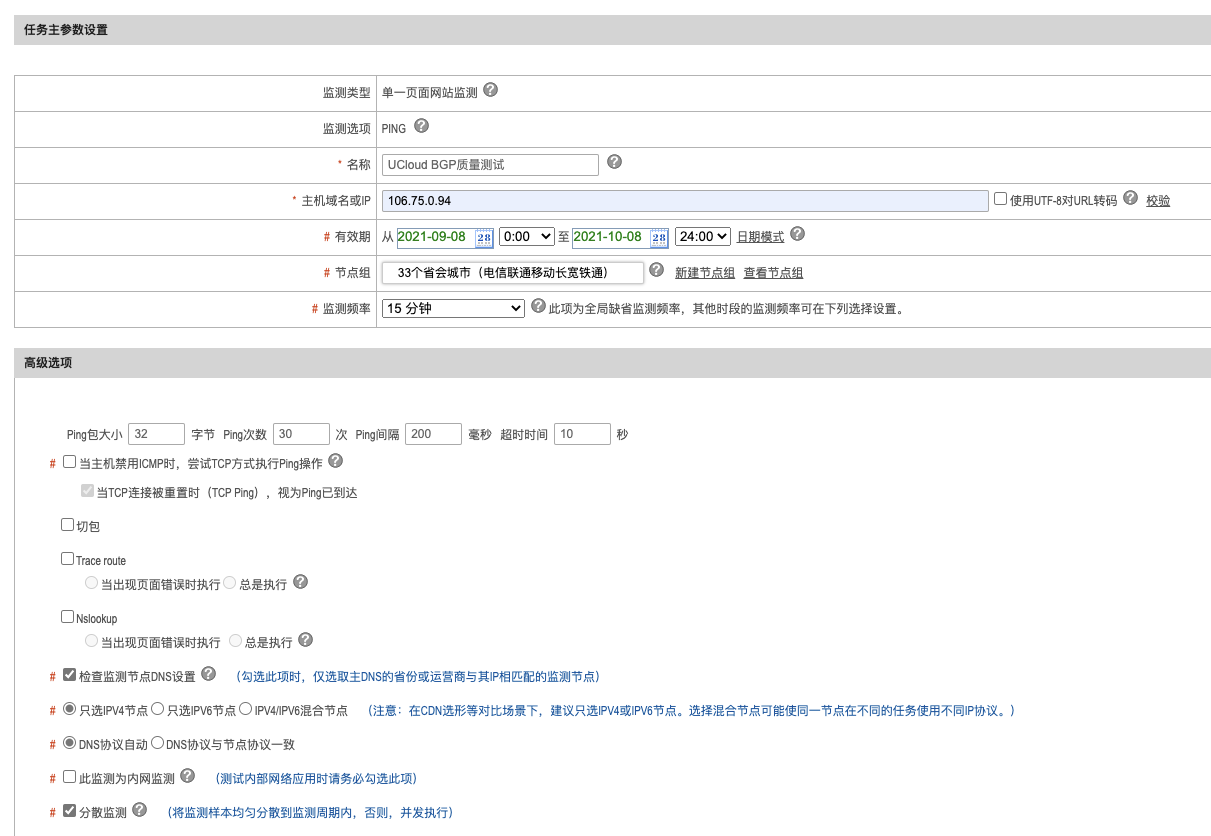 任务主参数设置
监测类型 单一页面网站监测 ?
监测选项 PING ?
* 名称 UCloud BGP质量测试 ?
* 主机域名或IP 106.75.0.94 使用UTF-8对URL转码 ? 校验
# 有效期 从 2021-09-08 28 0:00 至 2021-10-08 28 24:00 日期模式 ?
# 节点组 33个省会城市（电信联通移动长宽铁通） ? 新建节点组 查看节点组
# 监测频率 15 分钟 ? 此项为全局缺省监测频率，其他时段的监测频率可在下列选择设置。
高级选项
Ping包大小 32 字节 Ping次数 30 次 Ping间隔 200 毫秒 超时时间 10 秒
# 当主机禁用ICMP时，尝试TCP方式执行Ping操作 ?
当TCP连接被重置时（TCP Ping），视为Ping已到达
切包
Trace route
当出现页面错误时执行 总是执行 ?
Nslookup
当出现页面错误时执行 总是执行 ?
# 检查监测节点DNS设置 ? （勾选此项时，仅选取主DNS的省份或运营商与其IP相匹配的监测节点）
# 只选IPV4节点 只选IPV6节点 IPV4/IPV6混合节点 （注意：在CDN选形等对比场景下，建议只选IPV4或IPV6节点。选择混合节点可能使同一节点在不同的任务使用不同IP协议。）
# DNS协议自动 DNS协议与节点协议一致
# 此监测为内网监测 ? （测试内部网络应用时请务必勾选此项）
# 分散监测 ? （将监测样本均匀分散到监测周期内，否则，并发执行）